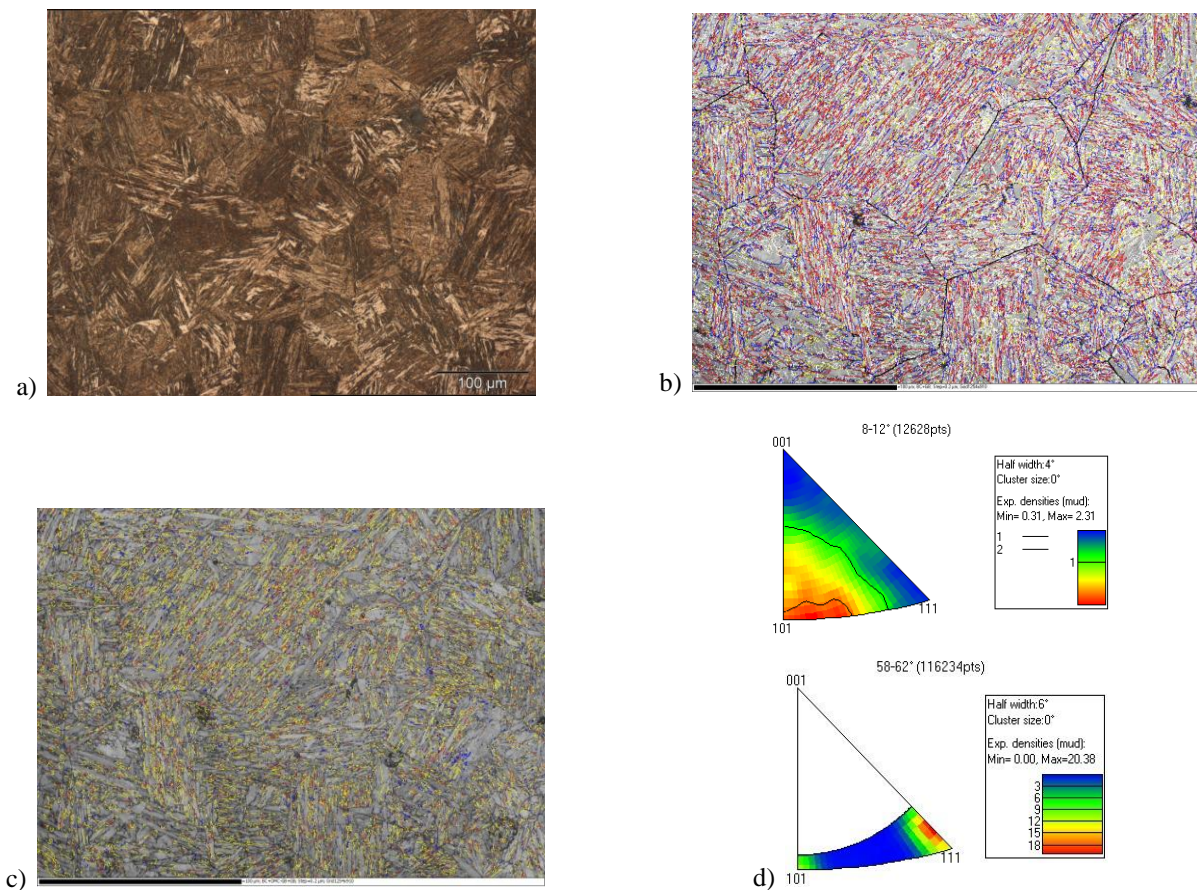 100 µm
a)
b)
8-12° (12628pts)
001
101
111
Half width:4°
Cluster size:0°
Exp. densities (mud):
Min= 0.31, Max= 2.31
1
2
1
c)
58-62° (116234pts)
001
101
111
Half width:6°
Cluster size:0°
Exp. densities (mud):
Min= 0.00, Max=20.38
3
6
9
12
15
18
d)